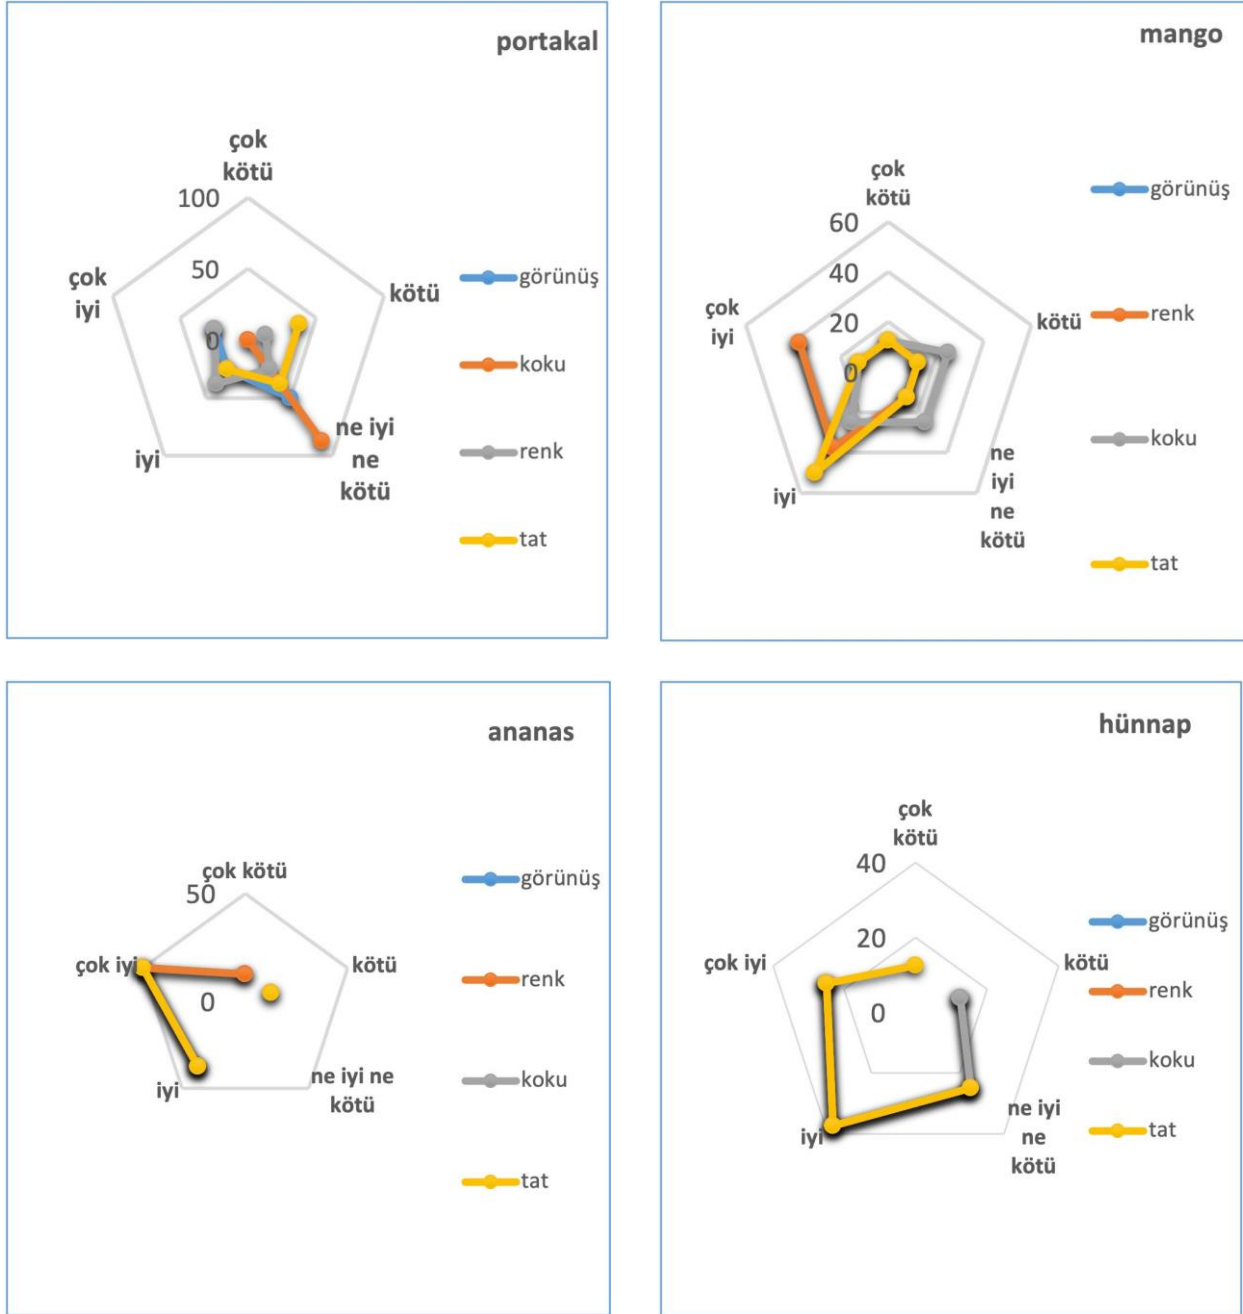 portakal
çok
kötü
100
50
0
kötü
ne iyi
ne
kötü
iyi
çok
iyi
görünüş
koku
renk
tat
mango
çok
kötü
60
40
20
0
kötü
ne
iyi
ne
kötü
iyi
çok
iyi
görünüş
renk
koku
tat
ananas
çok kötü
50
0
kötü
ne iyi ne
kötü
iyi
çok iyi
görünüş
renk
koku
tat
hünnap
çok
kötü
40
20
0
kötü
ne iyi
ne
kötü
iyi
çok iyi
görünüş
renk
koku
tat